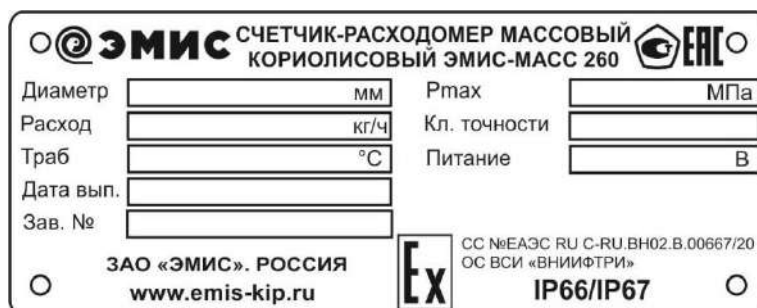 ЭМИС СЧЕТЧИК-РАСХОДОМЕР МАССОВЫЙ
КОРИОЛИСОВЫЙ ЭМИС-МАСС 260 ЕАС
Диаметр мм Pmax МПа
Расход кг/ч Кл. точности
Tраб °C Питание В
Дата вып.
Зав. №
ЗАО «ЭМИС». РОССИЯ
www.emis-kip.ru
Ex
СС №ЕАЭС RU C-RU.ВН02.В.00667/20
ОС ВСИ «ВНИИФТРИ»
IP66/IP67